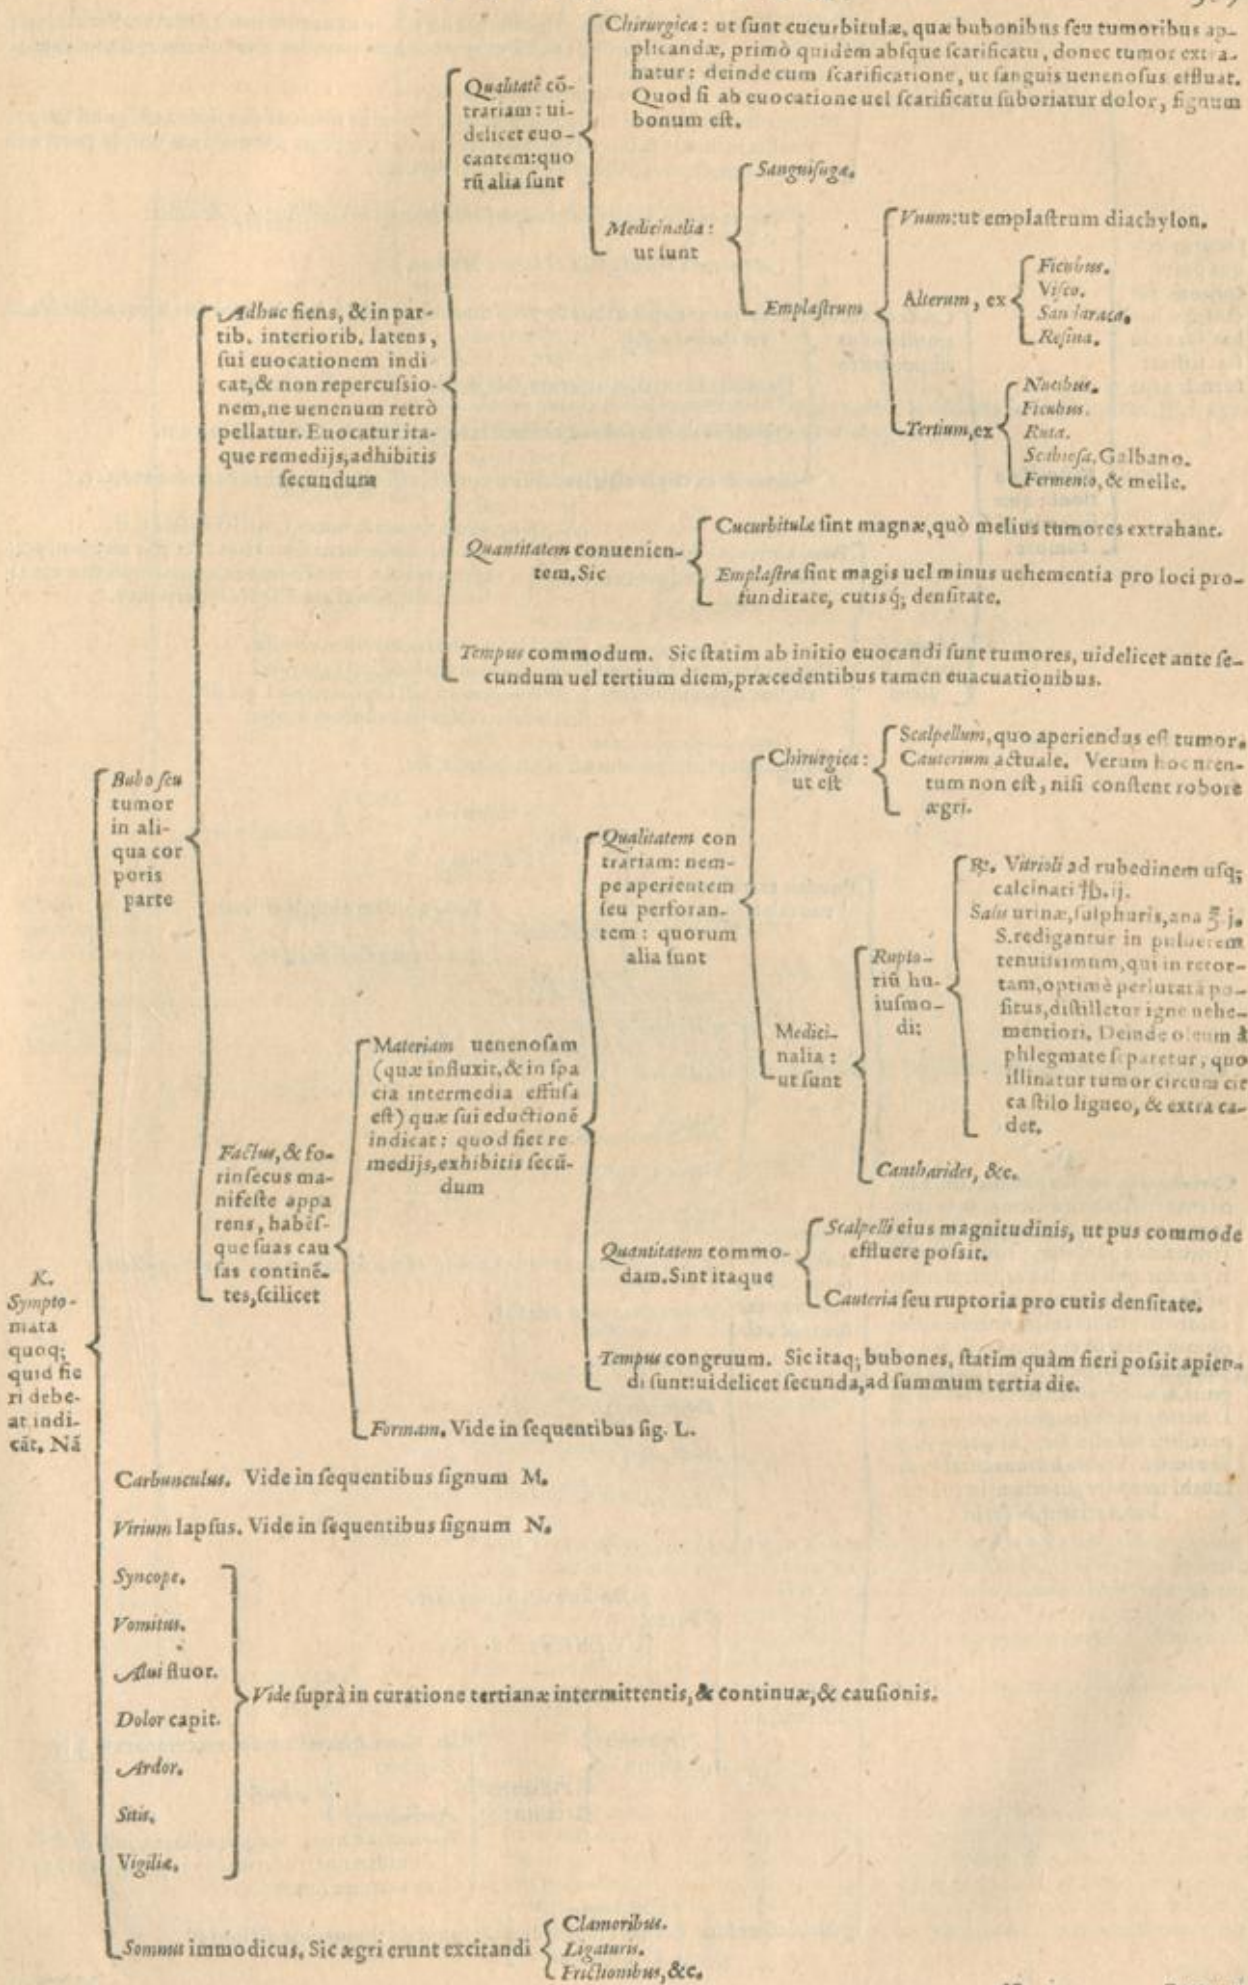 K.
Sympto-
mata
quoq;
quid fie
ri debe-
at indi-
cāt. Nā
Bubo ſeu
tumor
in ali-
qua cor
poris
parte
Adhuc fiens, & in par-
tib. interiorib. latens,
ſui euocationem indi
cat, & non repercuſsio-
nem, ne uenenum retrò
pellatur. Euocatur ita-
que remedijs, adhibitis
ſecundum
Qualitatē cō-
trariam: ui-
delicet euo-
cantem: quo
rū alia ſunt
Chirurgica: ut ſunt cucurbitulæ, quæ bubonibus ſeu tumoribus ap-
plicandæ, primò quidem abſque ſcarificatu, donec tumor extra-
hatur: deinde cum ſcarificatione, ut ſanguis uenenoſus effluat.
Quod ſi ab euocatione uel ſcarificatu ſuboriatur dolor, ſignum
bonum eſt.
Medicinalia:
ut ſunt
Sanguiſugæ.
Emplaſtrum
Vnum: ut emplaſtrum diachylon.
Alterum, ex
Ficubus.
Viſco.
Sandaraca.
Reſina.
Tertium, ex
Nucibus.
Ficubus.
Ruta.
Scabioſa, Galbano.
Fermento, & melle.
Quantitatem conuenien-
tem. Sic
Cucurbitulæ ſint magnæ, quò melius tumores extrahant.
Emplaſtra ſint magis uel minus uehementia pro loci pro-
funditate, cutisq́; denſitate.
Tempus commodum. Sic ſtatim ab initio euocandi ſunt tumores, uidelicet ante ſe-
cundum uel tertium diem, præcedentibus tamen euacuationibus.
Factus, & fo-
rinſecus ma-
nifeſte appa
rens, habēſ-
que ſuas cau
ſas continē-
tes, ſcilicet
Materiam uenenoſam
(quæ influxit, & in ſpa
cia intermedia effuſa
eſt) quæ ſui eductionē
indicat: quod fiet re
medijs, exhibitis ſecū-
dum
Qualitatem con
trariam: nem-
pe aperientem
ſeu perforan-
tem: quorum
alia ſunt
Chirurgica:
ut eſt
Scalpellum, quo aperiendus eſt tumor.
Cauterium actuale. Verum hoc uten-
tum non eſt, niſi conſtent robore
ægri.
Medici-
nalia:
ut ſunt
Rupto-
riū hu-
iuſmo-
di:
℞. Vitrioli ad rubedinem uſq;
calcinati ℔. ij.
Salis urinæ, ſulphuris, ana ℥ j.
S. redigantur in puluerem
tenuiſsimum, qui in retor-
tam, optimè perlutatā po-
ſitus, diſtilletur igne uehe-
mentiori. Deinde oleum à
phlegmate ſeparetur, quo
illinatur tumor circum cir
ca ſtilo ligneo, & extra ca-
det.
Cantharides, &c.
Quantitatem commo-
dam. Sint itaque
Scalpelli eius magnitudinis, ut pus commode
effluere poſsit.
Cauteria ſeu ruptoria pro cutis denſitate.
Tempus congruum. Sic itaq; bubones, ſtatim quàm fieri poſsit apien-
di ſunt: uidelicet ſecunda, ad ſummum tertia die.
Formam. Vide in ſequentibus ſig. L.
Carbunculus. Vide in ſequentibus ſignum M.
Virium lapſus. Vide in ſequentibus ſignum N.
Syncope.
Vomitus.
Alui fluor.
Dolor capit.
Ardor.
Sitis.
Vigiliæ.
Vide ſuprà in curatione tertianæ intermittentis, & continuæ, & cauſonis.
Somnus immodicus. Sic ægri erunt excitandi
Clamoribus.
Ligaturis.
Frictionibus, &c.